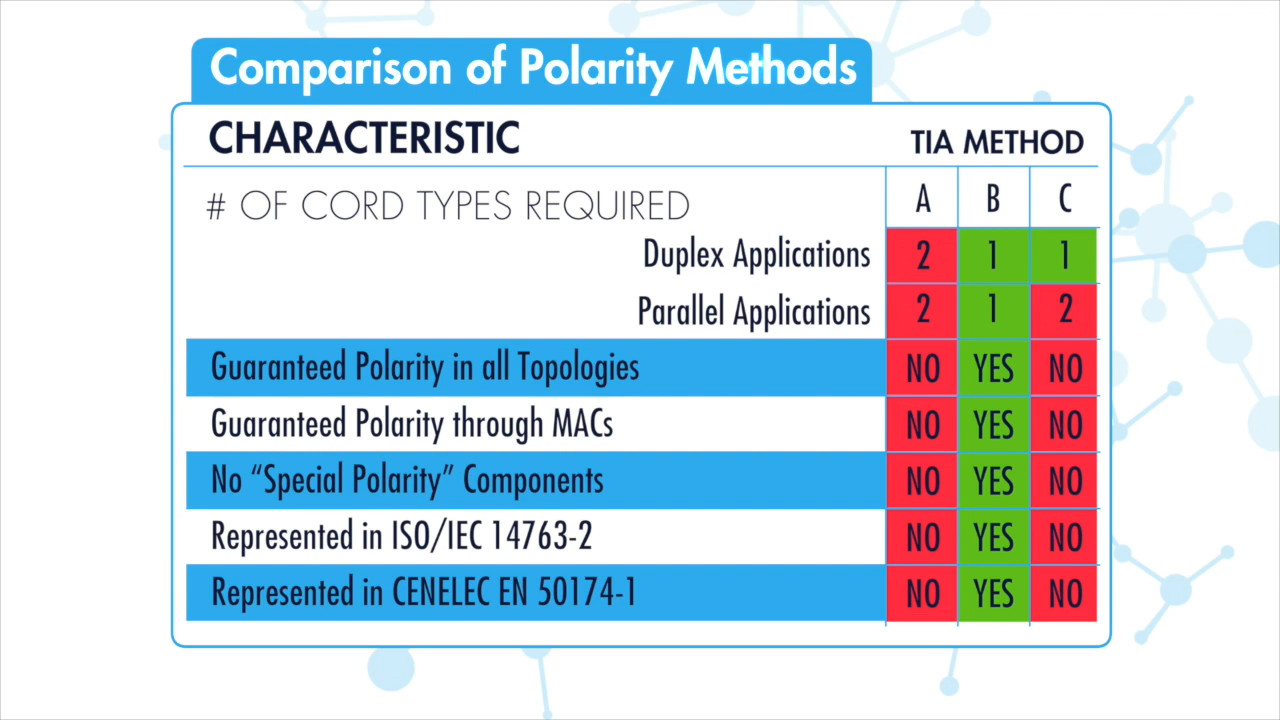 Comparison of Polarity Methods
CHARACTERISTIC TIA METHOD
# OF CORD TYPES REQUIRED A B C
Duplex Applications 2 1 1
Parallel Applications 2 1 2
Guaranteed Polarity in all Topologies NO YES NO
Guaranteed Polarity through MACs NO YES NO
No “Special Polarity” Components NO YES NO
Represented in ISO/IEC 14763-2 NO YES NO
Represented in CENELEC EN 50174-1 NO YES NO